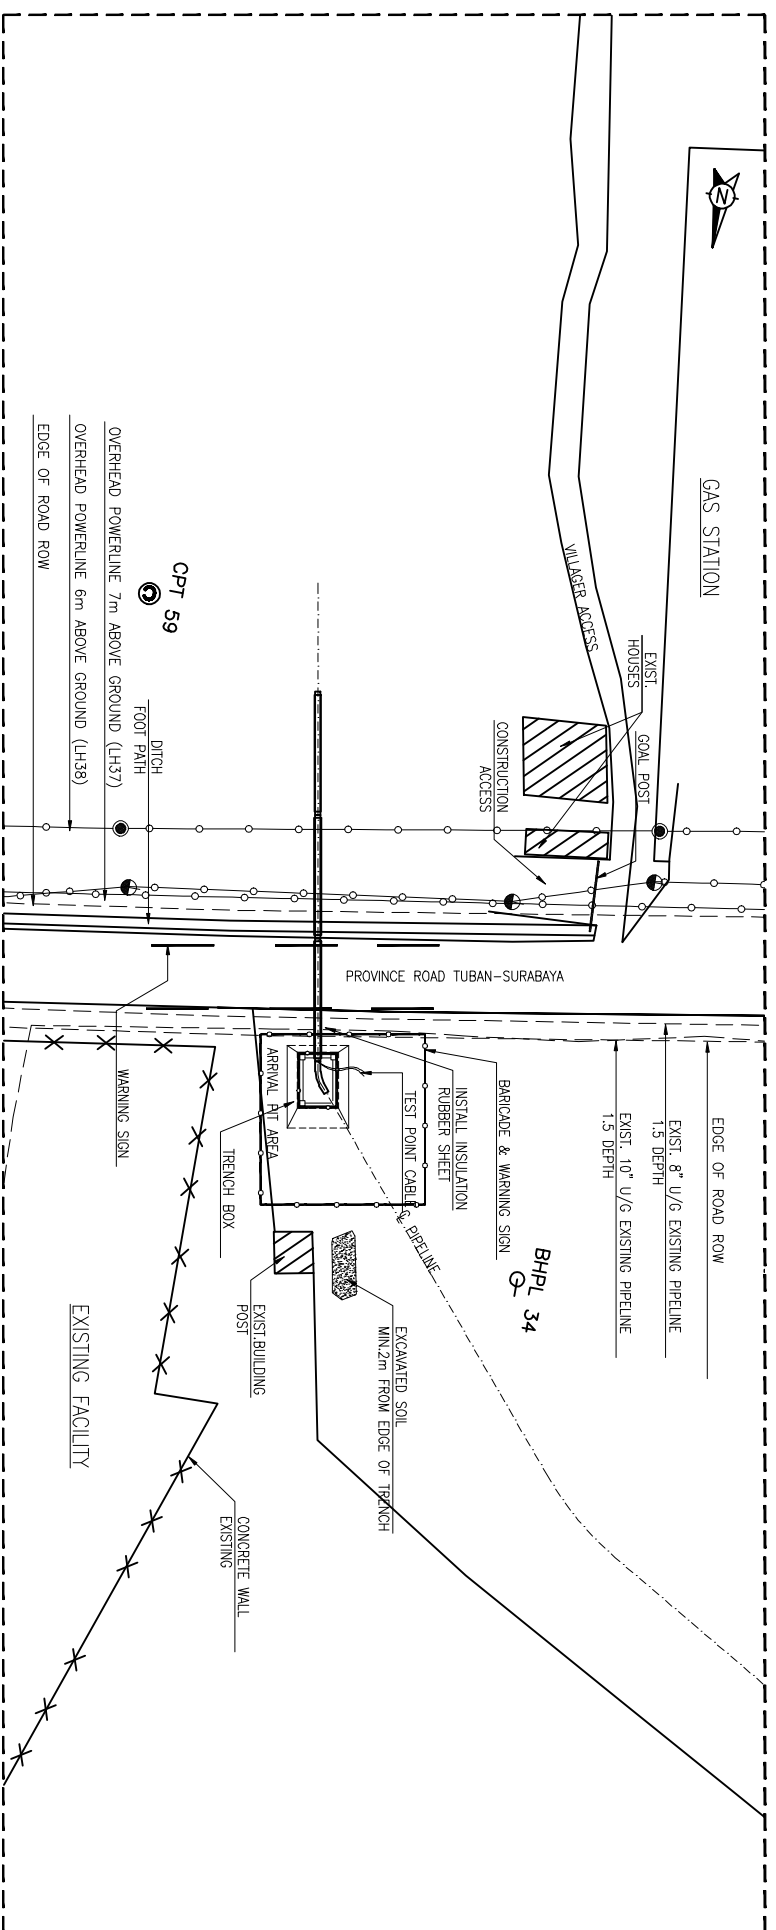 GAS STATION
N
VILLAGER ACCESS
EXIST.
HOUSES
GOAL POST
CONSTRUCTION
ACCESS
CPT 59
DITCH
FOOT PATH
OVERHEAD POWERLINE 7m ABOVE GROUND (LH37)
OVERHEAD POWERLINE 6m ABOVE GROUND (LH38)
EDGE OF ROAD ROW
PROVINCE ROAD TUBAN-SURABAYA
EDGE OF ROAD ROW
EXIST. 8" U/G EXISTING PIPELINE
1.5 DEPTH
EXIST. 10" U/G EXISTING PIPELINE
1.5 DEPTH
BHPL 34
BARICADE & WARNING SIGN
INSTALL INSULATION
RUBBER SHEET
TEST POINT CABLE
℄ PIPELINE
ARRIVAL PIT AREA
TRENCH BOX
WARNING SIGN
EXCAVATED SOIL
MIN.2m FROM EDGE OF TRENCH
EXIST.BUILDING
POST
CONCRETE WALL
EXISTING
EXISTING FACILITY